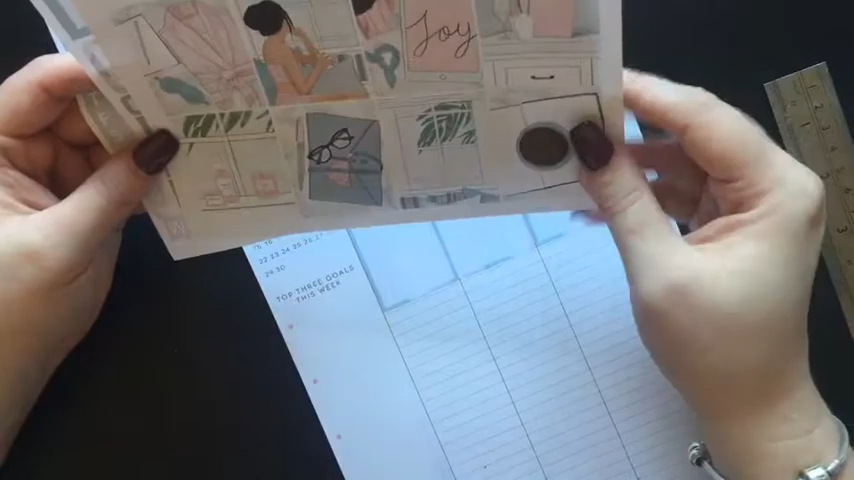 Joy
22 23 24 25 26 27
29 30
TOP THREE GOALS
THIS WEEK